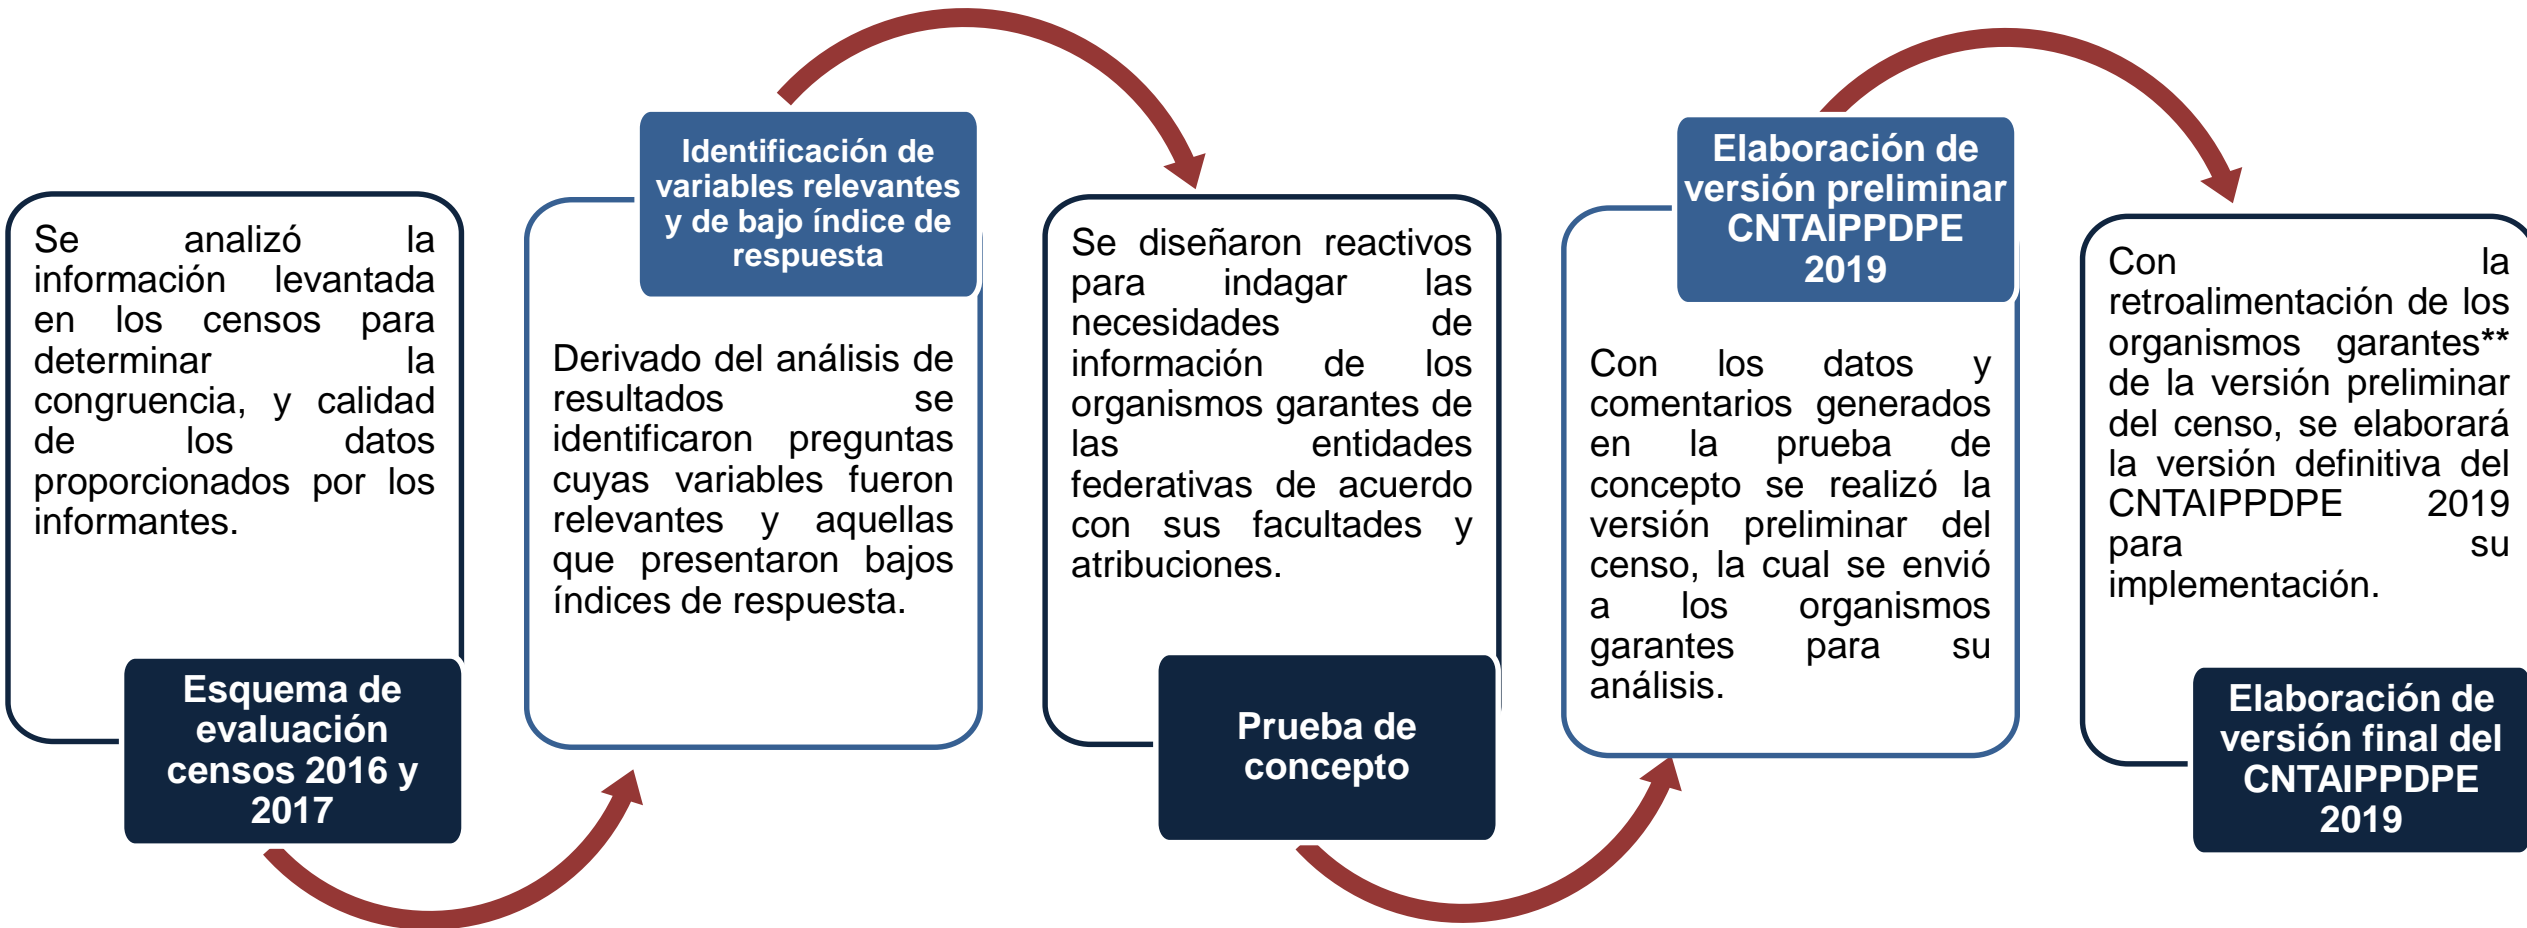 Se analizó la
información levantada
en los censos para
determinar la
congruencia, y calidad
de los datos
proporcionados por los
informantes.
Esquema de
evaluación
censos 2016 y
2017
Identificación de
variables relevantes
y de bajo índice de
respuesta
Derivado del análisis de
resultados se
identificaron preguntas
cuyas variables fueron
relevantes y aquellas
que presentaron bajos
índices de respuesta.
Se diseñaron reactivos
para indagar las
necesidades de
información de los
organismos garantes de
las entidades
federativas de acuerdo
con sus facultades y
atribuciones.
Prueba de
concepto
Elaboración de
versión preliminar
CNTAIPPDPE
2019
Con los datos y
comentarios generados
en la prueba de
concepto se realizó la
versión preliminar del
censo, la cual se envió
a los organismos
garantes para su
análisis.
Con la
retroalimentación de los
organismos garantes**
de la versión preliminar
del censo, se elaborará
la versión definitiva del
CNTAIPPDPE 2019
para su
implementación.
Elaboración de
versión final del
CNTAIPPDPE
2019